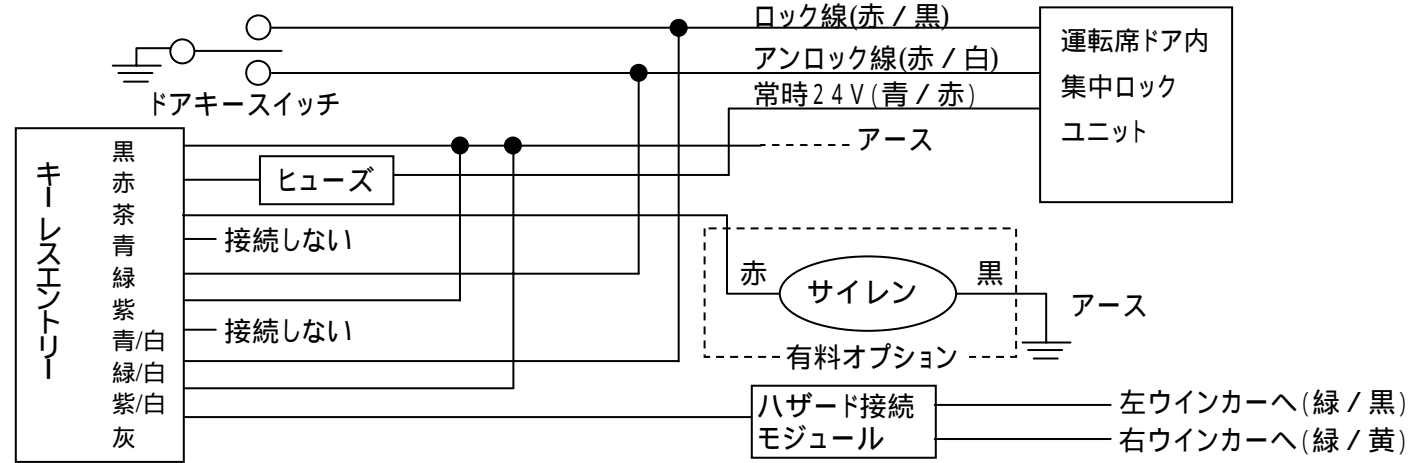 ロック線(赤/黒)
アンロック線(赤/白)
常時24V(青/赤)
運転席ドア内
集中ロック
ユニット
ドアキースイッチ
アース
キーレスエントリー
黒
赤
茶
青
緑
紫
青/白
緑/白
紫/白
灰
ヒューズ
接続しない
接続しない
赤
サイレン
黒
アース
有料オプション
ハザード接続
モジュール
左ウインカーへ(緑/黒)
右ウインカーへ(緑/黄)